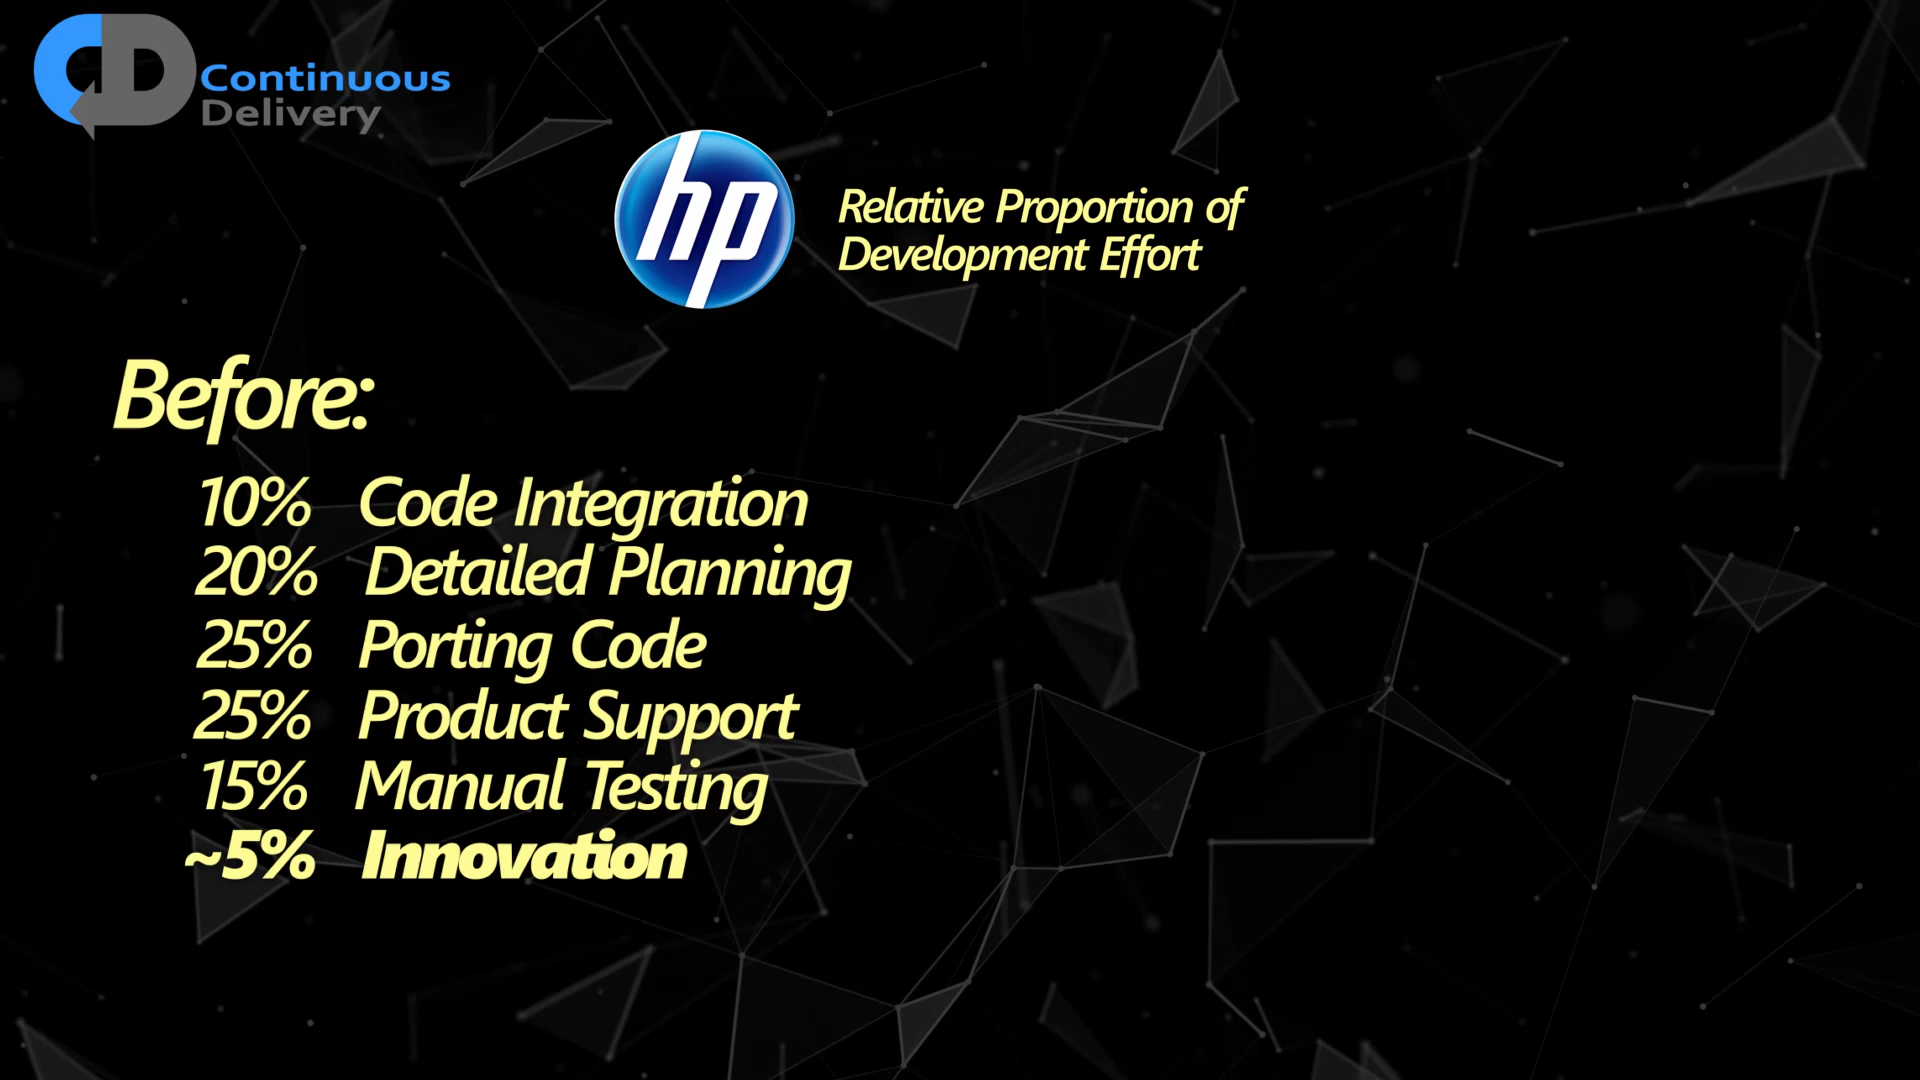 CD Continuous
Delivery
hp
Relative Proportion of
Development Effort
Before:
10% Code Integration
20% Detailed Planning
25% Porting Code
25% Product Support
15% Manual Testing
~5% Innovation